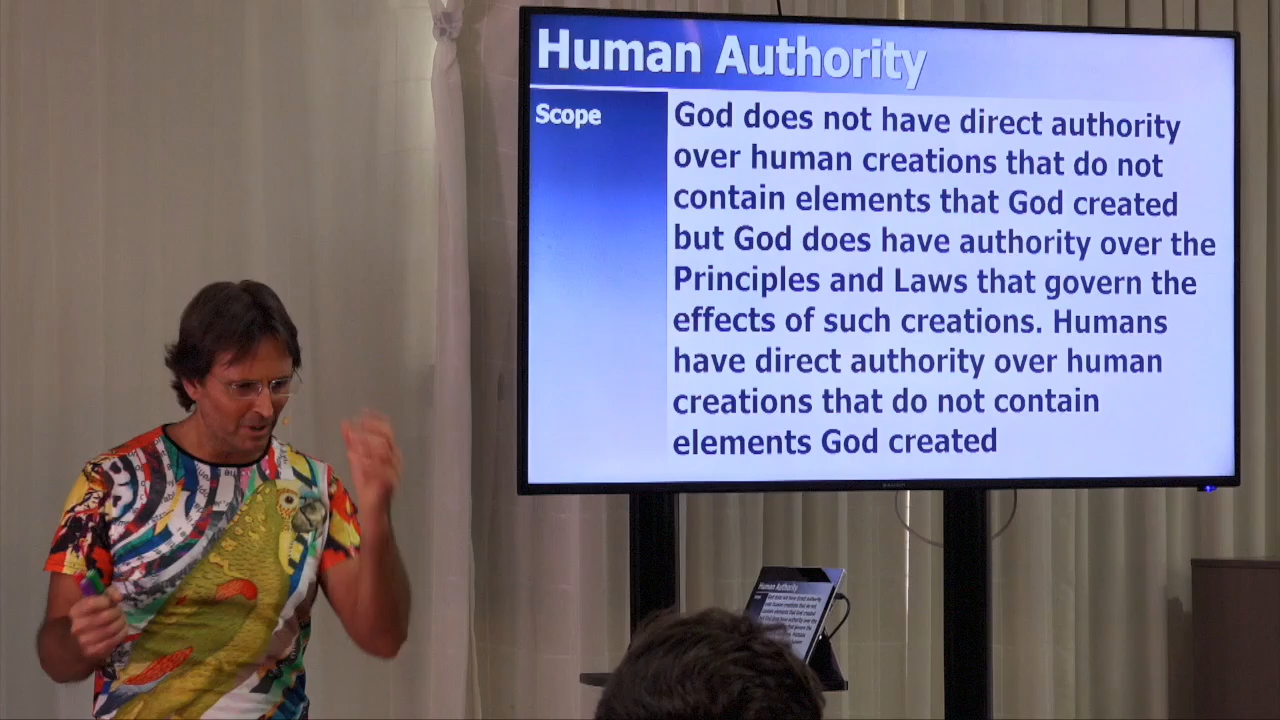 Human Authority
Scope
God does not have direct authority
over human creations that do not
contain elements that God created
but God does have authority over the
Principles and Laws that govern the
effects of such creations. Humans
have direct authority over human
creations that do not contain
elements God created
Human Authority